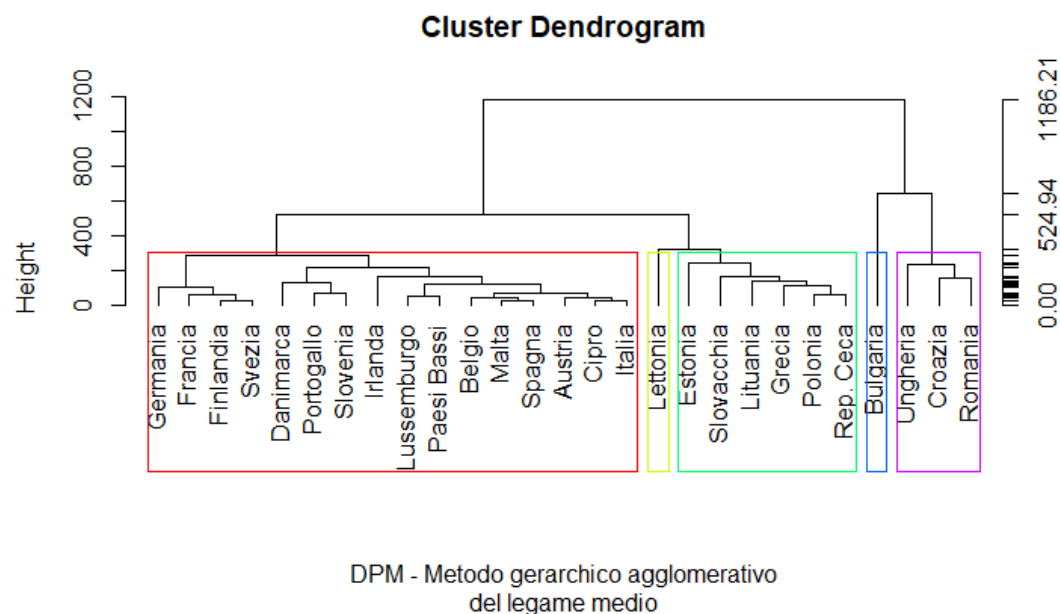 Cluster Dendrogram
Height
0
400
800
1200
0.00
524.94
1186.21
Germania
Francia
Finlandia
Svezia
Danimarca
Portogallo
Slovenia
Irlanda
Lussemburgo
Paesi Bassi
Belgio
Malta
Spagna
Austria
Cipro
Italia
Lettonia
Estonia
Slovacchia
Lituania
Grecia
Polonia
Rep. Ceca
Bulgaria
Ungheria
Croazia
Romania
DPM - Metodo gerarchico agglomerativo
del legame medio